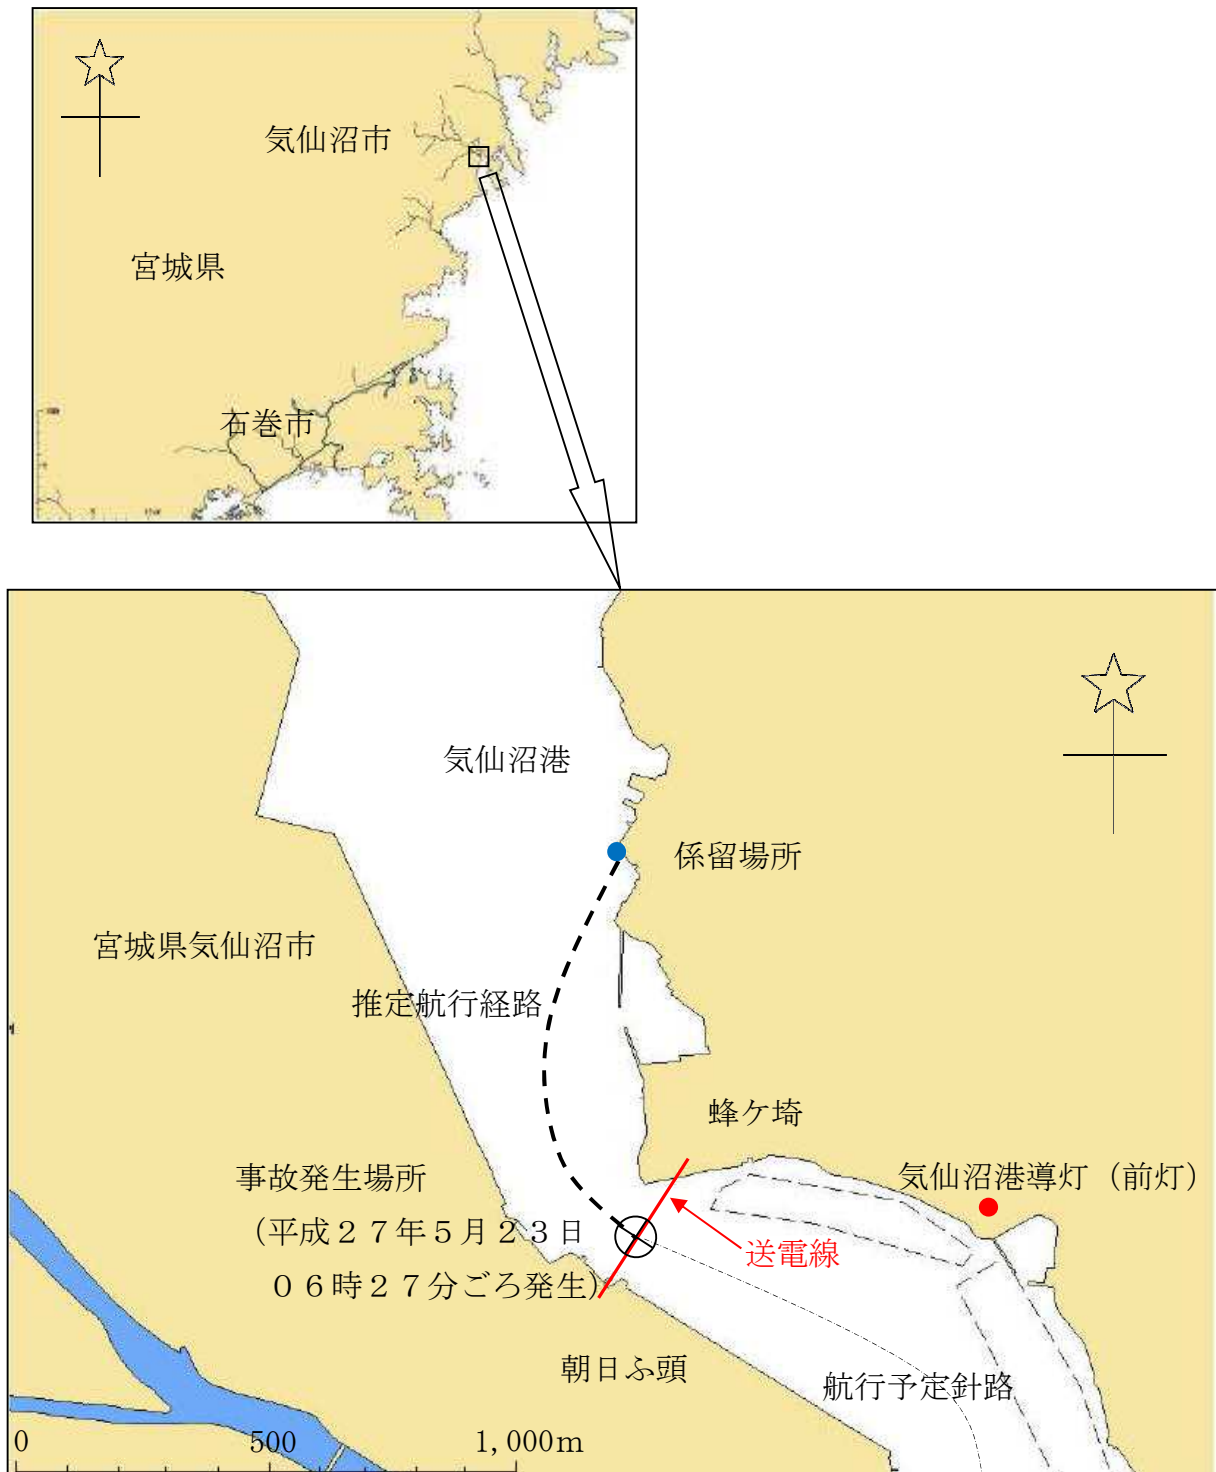 気仙沼市
宮城県
石巻市
気仙沼港
係留場所
宮城県気仙沼市
推定航行経路
蜂ケ埼
事故発生場所
(平成27年5月23日
06時27分ごろ発生)
気仙沼港導灯(前灯)
送電線
朝日ふ頭
航行予定針路
0 500 1,000m